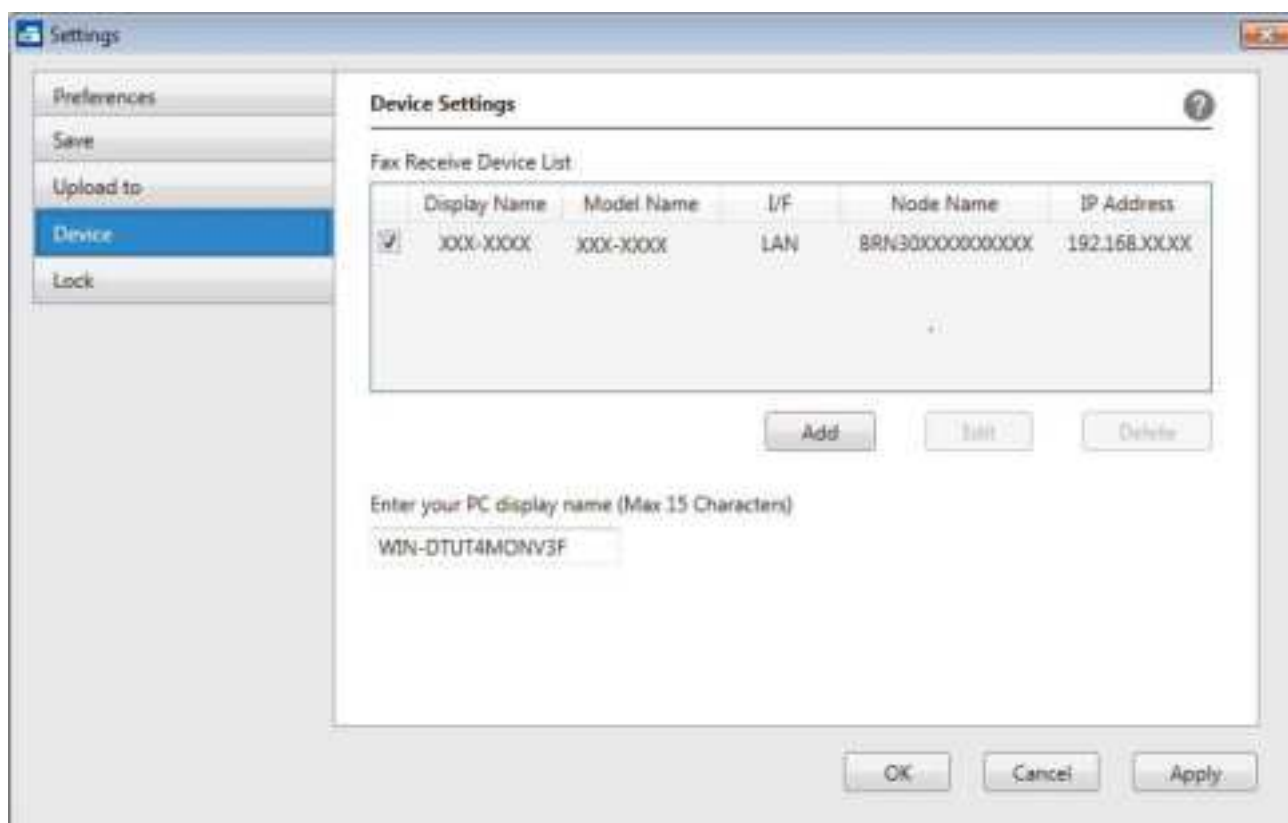 Settings
Preferences
Save
Upload to
Device
Lock
Device Settings
?
Fax Receive Device List
Display Name Model Name I/F Node Name IP Address
XXX-XXXX XXX-XXXX LAN BRN30XXXXXXXXXX 192.168.XX.XX
Add Edit Delete
Enter your PC display name (Max 15 Characters)
WIN-DTUT4MONV3F
OK Cancel Apply